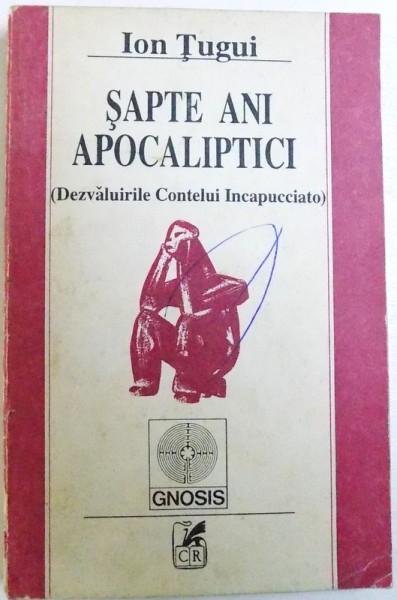 Ion Ţugui
ŞAPTE ANI
APOCALIPTICI
(Dezvăluirile Contelui Incapucciato)
GNOSIS
CR